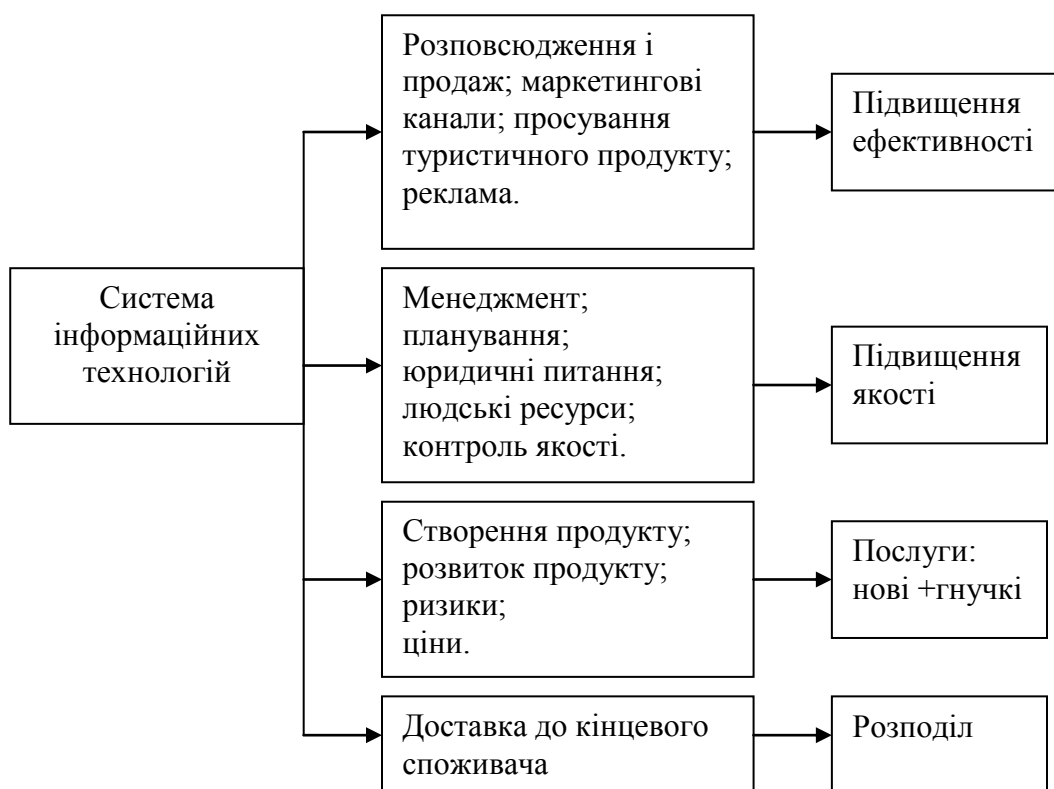 Розповсюдження і
продаж; маркетингові
канали; просування
туристичного продукту;
реклама.
Підвищення
ефективності
Система
інформаційних
технологій
Менеджмент;
планування;
юридичні питання;
людські ресурси;
контроль якості.
Підвищення
якості
Створення продукту;
розвиток продукту;
ризики;
ціни.
Послуги:
нові +гнучкі
Доставка до кінцевого
споживача
Розподіл